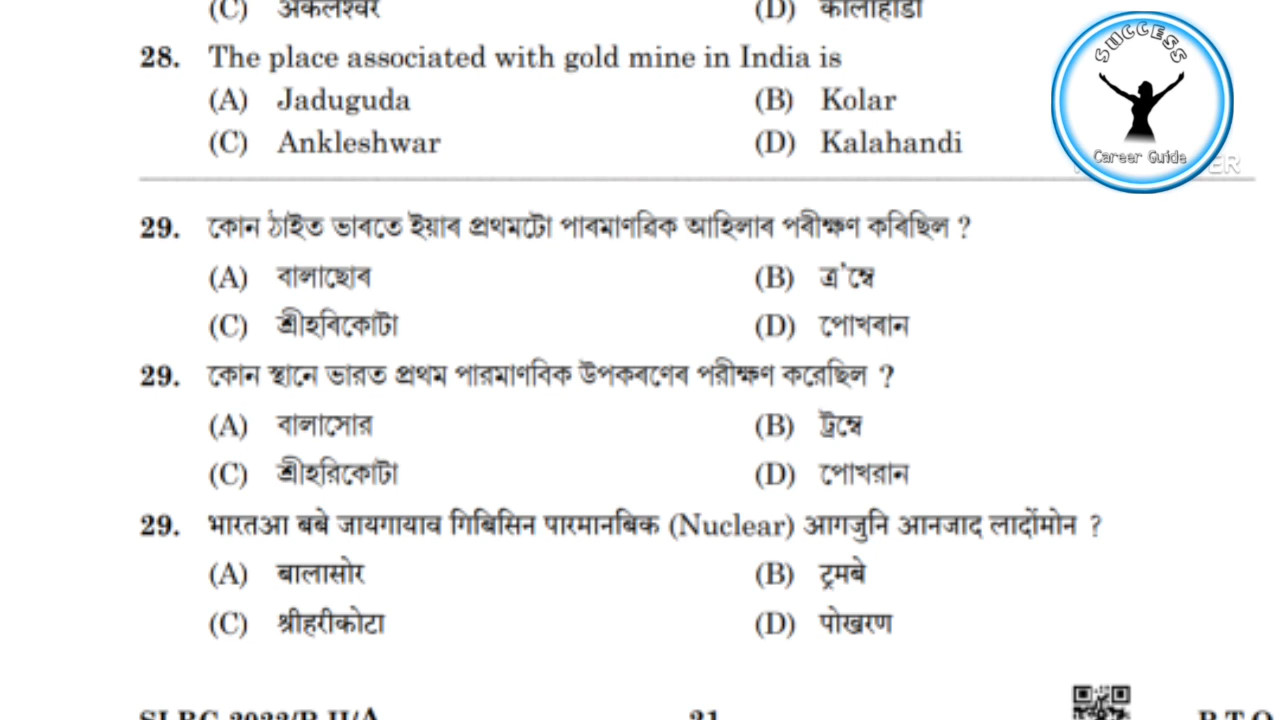 (C) अंकलेश्वर (D) कालाहांडी
28. The place associated with gold mine in India is
(A) Jaduguda (B) Kolar
(C) Ankleshwar (D) Kalahandi
SUCCESS
Career Guide
29. কোন ঠাইত ভাৰতে ইয়াৰ প্ৰথমটো পাৰমাণৱিক আহিলাৰ পৰীক্ষণ কৰিছিল ?
(A) বালাছোৰ (B) ট্ৰ'ম্বে
(C) শ্ৰীহৰিকোটা (D) পোখৰান
29. কোন স্থানে ভারত প্রথম পারমাণবিক উপকৰণেৰ পরীক্ষণ করেছিল ?
(A) বালাসোর (B) ট্রম্বে
(C) শ্রীহরিকোটা (D) পোখরান
29. भारतआ बबे जायगायाव गिबिसिन पारमानबिक (Nuclear) आगजुनि आनजाद लादोंमोन ?
(A) बालासोर (B) ट्रमबे
(C) श्रीहरीकोटा (D) पोखरण
SLRC-2022/P-II/A 21 P.T.O